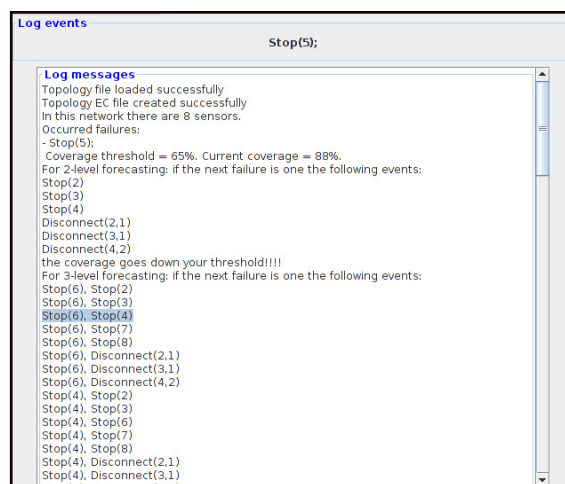 Log events
Stop(5);
Log messages
Topology file loaded successfully
Topology EC file created successfully
In this network there are 8 sensors.
Occurred failures:
- Stop(5);
Coverage threshold = 65%. Current coverage = 88%.
For 2-level forecasting: if the next failure is one the following events:
Stop(2)
Stop(3)
Stop(4)
Disconnect(2,1)
Disconnect(3,1)
Disconnect(4,2)
the coverage goes down your threshold!!!!
For 3-level forecasting: if the next failure is one the following events:
Stop(6), Stop(2)
Stop(6), Stop(3)
Stop(6), Stop(4)
Stop(6), Stop(7)
Stop(6), Stop(8)
Stop(6), Disconnect(2,1)
Stop(6), Disconnect(3,1)
Stop(6), Disconnect(4,2)
Stop(4), Stop(2)
Stop(4), Stop(3)
Stop(4), Stop(6)
Stop(4), Stop(7)
Stop(4), Stop(8)
Stop(4), Disconnect(2,1)
Stop(4), Disconnect(3,1)